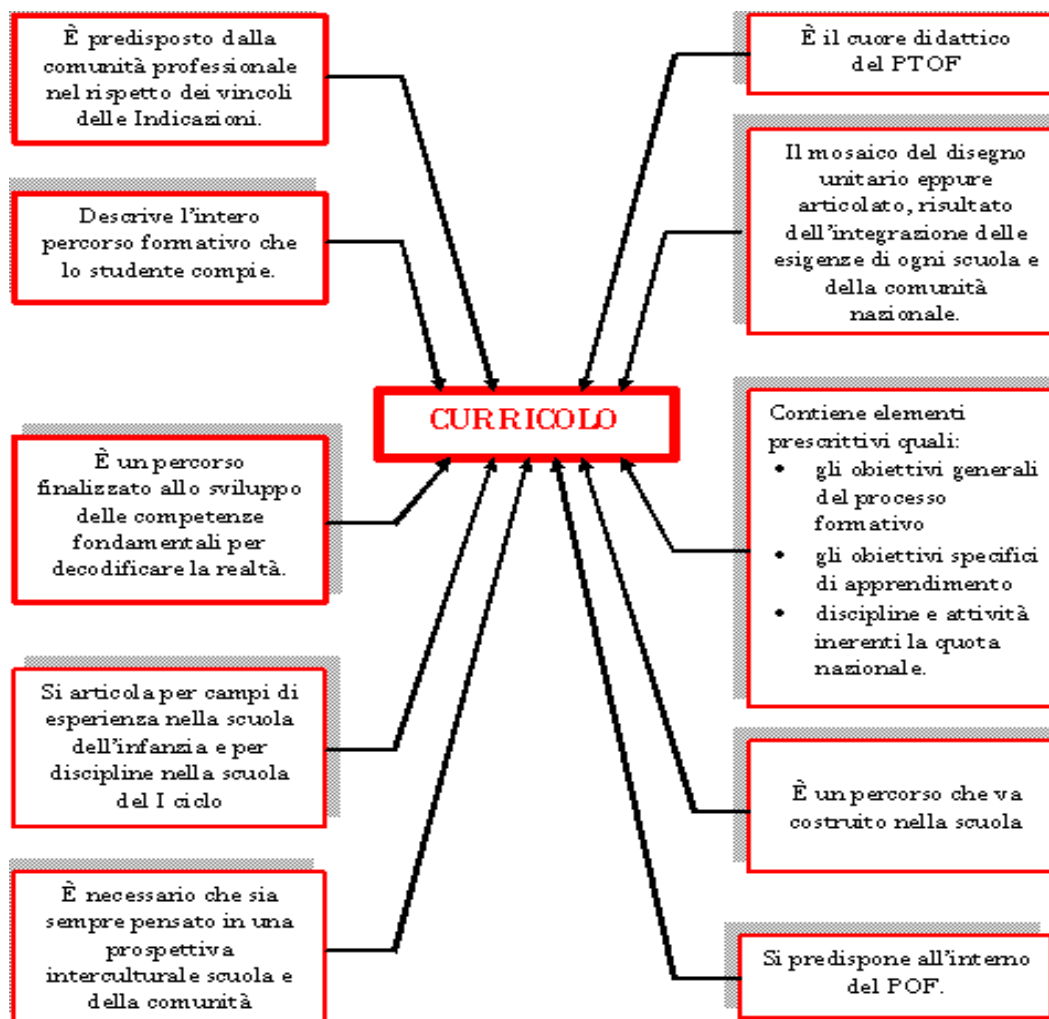 È predisposto dalla
comunità professionale
nel rispetto dei vincoli
delle Indicazioni.
Descrive l'intero
percorso formativo che
lo studente compie.
È un percorso
finalizzato allo sviluppo
delle competenze
fondamentali per
decodificare la realtà.
Si articola per campi di
esperienza nella scuola
dell'infanzia e per
discipline nella scuola
del I ciclo
È necessario che sia
sempre pensato in una
prospettiva
interculturale scuola e
della comunità
CURRICOLO
È il cuore didattico
del PTOF
Il mosaico del disegno
unitario eppure
articolato, risultato
dell'integrazione delle
esigenze di ogni scuola e
della comunità
nazionale.
Contiene elementi
prescrittivi quali:
• gli obiettivi generali
del processo
formativo
• gli obiettivi specifici
di apprendimento
• discipline e attività
inerenti la quota
nazionale.
È un percorso che va
costruito nella scuola
Si predispone all'interno
del POF.